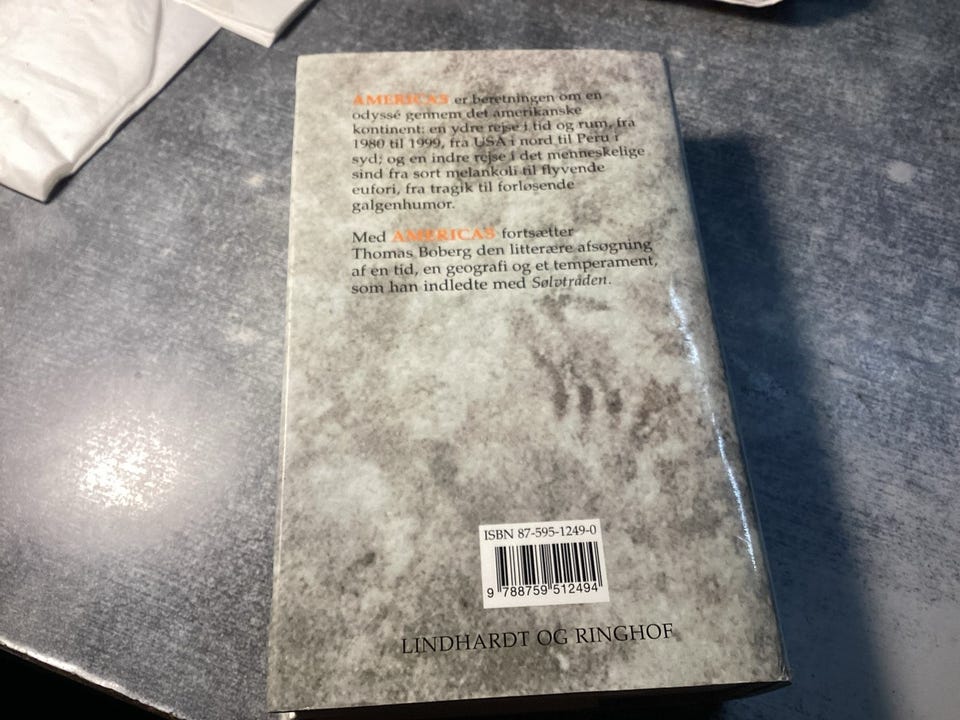 AMERICAS er beretningen om en
odyssé gennem det amerikanske
kontinent: en ydre rejse i tid og rum, fra
1980 til 1999, fra USA i nord til Peru i
syd; og en indre rejse i det menneskelige
sind fra sort melankoli til flyvende
eufori, fra tragik til forløsende
galgenhumor.
Med AMERICAS fortsætter
Thomas Boberg den litterære afsøgning
af en tid, en geografi og et temperament,
som han indledte med Sølvtråden.
ISBN 87-595-1249-0
9 788759 512494
LINDHARDT OG RINGHOF